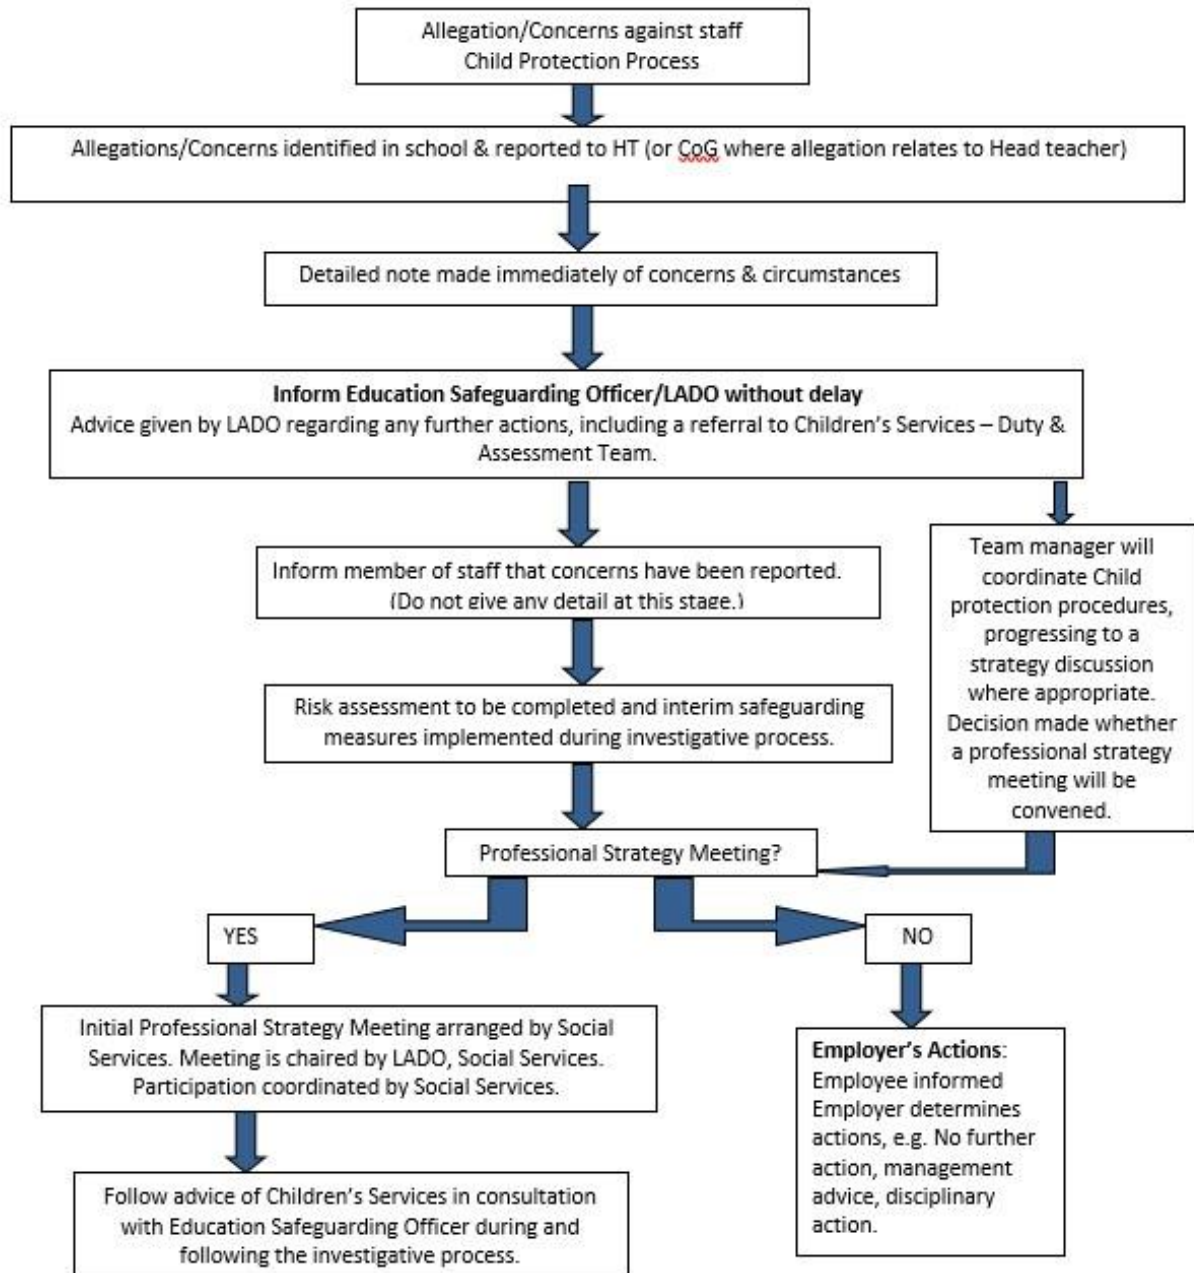 Allegation/Concerns against staff
Child Protection Process
Allegations/Concerns identified in school & reported to HT (or CoG where allegation relates to Head teacher)
Detailed note made immediately of concerns & circumstances
Inform Education Safeguarding Officer/LADO without delay
Advice given by LADO regarding any further actions, including a referral to Children's Services – Duty &
Assessment Team.
Inform member of staff that concerns have been reported.
(Do not give any detail at this stage.)
Team manager will
coordinate Child
protection procedures,
progressing to a
strategy discussion
where appropriate.
Decision made whether
a professional strategy
meeting will be
convened.
Risk assessment to be completed and interim safeguarding
measures implemented during investigative process.
Professional Strategy Meeting?
YES
NO
Initial Professional Strategy Meeting arranged by Social
Services. Meeting is chaired by LADO, Social Services.
Participation coordinated by Social Services.
Employer's Actions:
Employee informed
Employer determines
actions, e.g. No further
action, management
advice, disciplinary
action.
Follow advice of Children's Services in consultation
with Education Safeguarding Officer during and
following the investigative process.